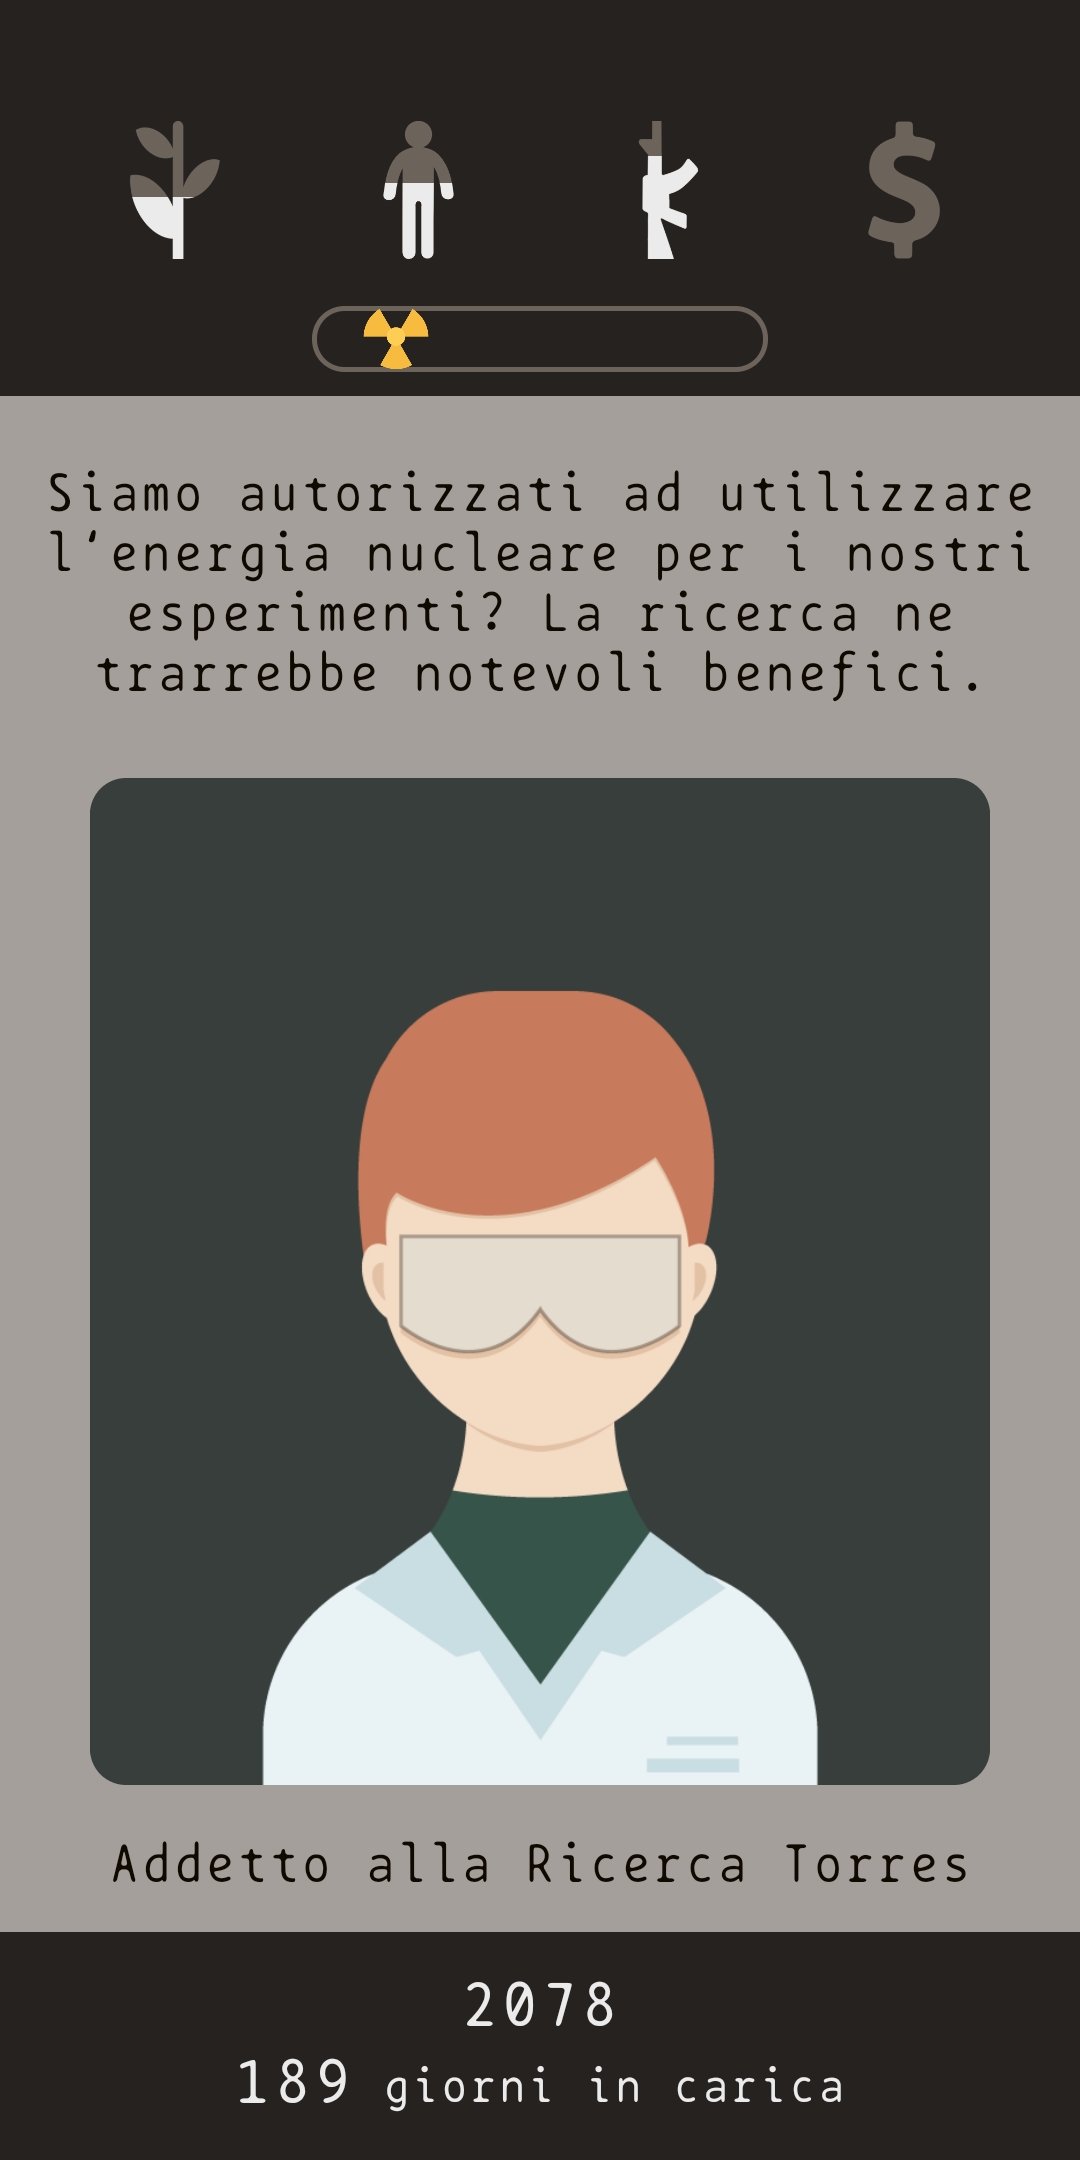 Siamo autorizzati ad utilizzare
l'energia nucleare per i nostri
esperimenti? La ricerca ne
trarrebbe notevoli benefici.
Addetto alla Ricerca Torres
2078
189 giorni in carica